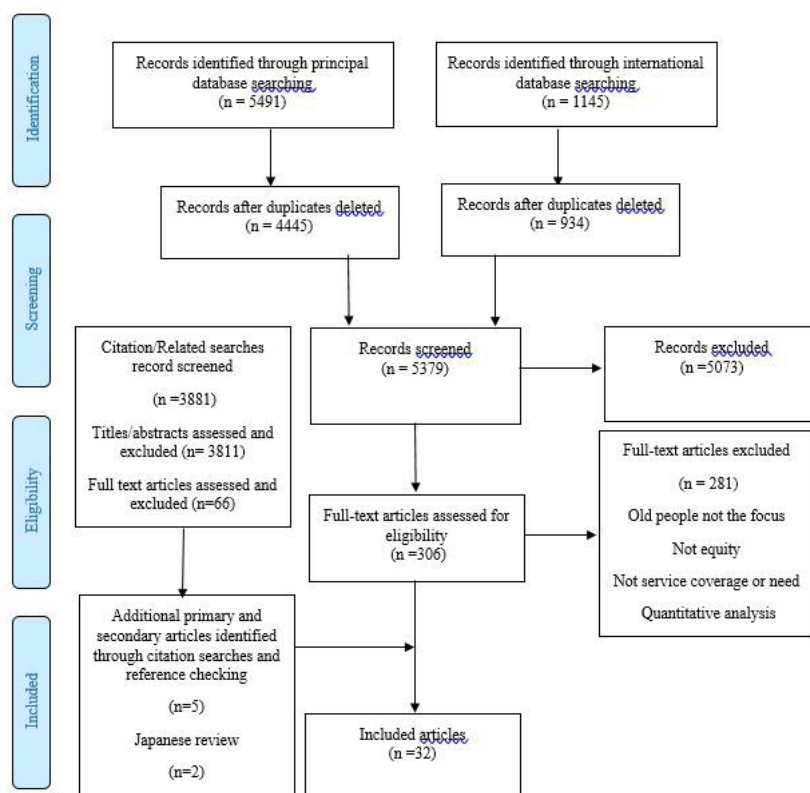 Identification
Records identified through principal
database searching
(n = 5491)
Records identified through international
database searching
(n = 1145)
Records after duplicates deleted
(n = 4445)
Records after duplicates deleted
(n = 934)
Screening
Citation/Related searches
record screened
(n =3881)
Titles/abstracts assessed and
excluded (n= 3811)
Full text articles assessed and
excluded (n=66)
Records screened
(n = 5379)
Records excluded
(n =5073)
Eligibility
Full-text articles assessed for
eligibility
(n =306)
Full-text articles excluded
(n = 281)
Old people not the focus
Not equity
Not service coverage or need
Quantitative analysis
Included
Additional primary and
secondary articles identified
through citation searches and
reference checking
(n=5)
Japanese review
(n=2)
Included articles
(n =32)